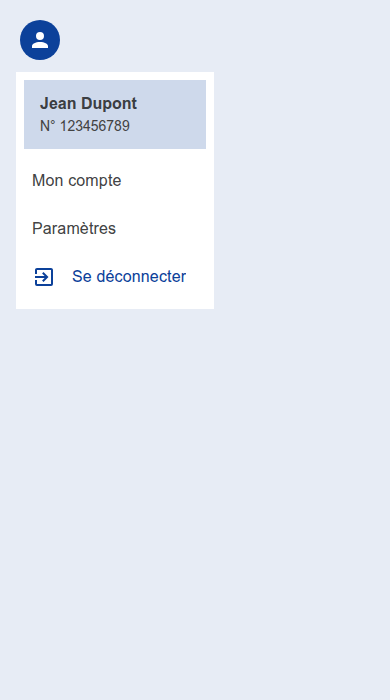 Jean Dupont
N° 123456789
Mon compte
Paramètres
Se déconnecter